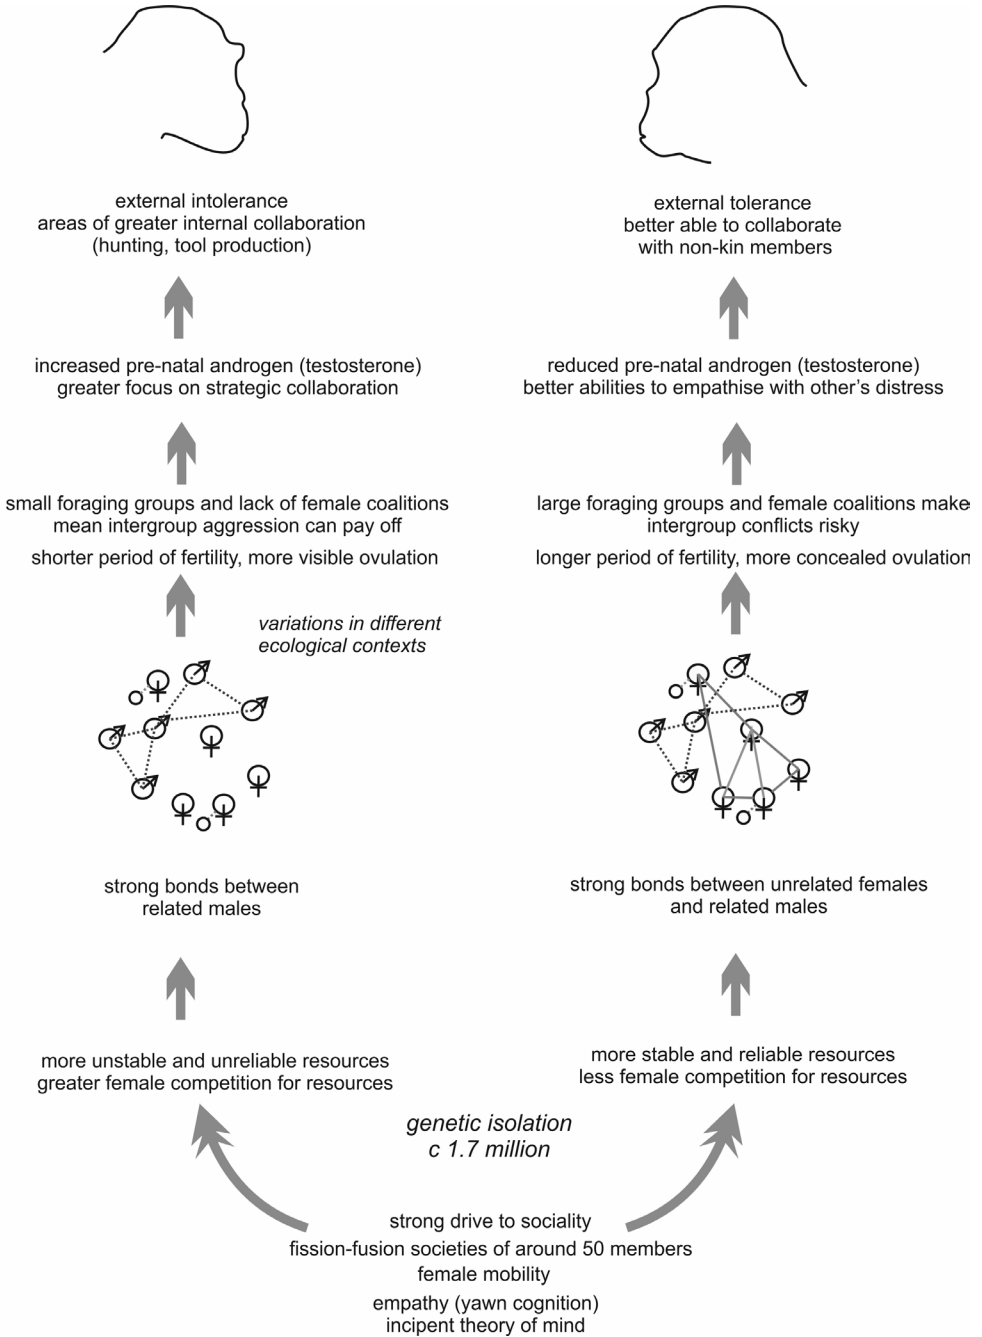 external intolerance
areas of greater internal collaboration
(hunting, tool production)
external tolerance
better able to collaborate
with non-kin members
increased pre-natal androgen (testosterone)
greater focus on strategic collaboration
reduced pre-natal androgen (testosterone)
better abilities to empathise with other's distress
small foraging groups and lack of female coalitions
mean intergroup aggression can pay off
shorter period of fertility, more visible ovulation
large foraging groups and female coalitions make
intergroup conflicts risky
longer period of fertility, more concealed ovulation
variations in different
ecological contexts
strong bonds between
related males
strong bonds between unrelated females
and related males
more unstable and unreliable resources
greater female competition for resources
more stable and reliable resources
less female competition for resources
genetic isolation
c 1.7 million
strong drive to sociality
fission-fusion societies of around 50 members
female mobility
empathy (yawn cognition)
incipent theory of mind